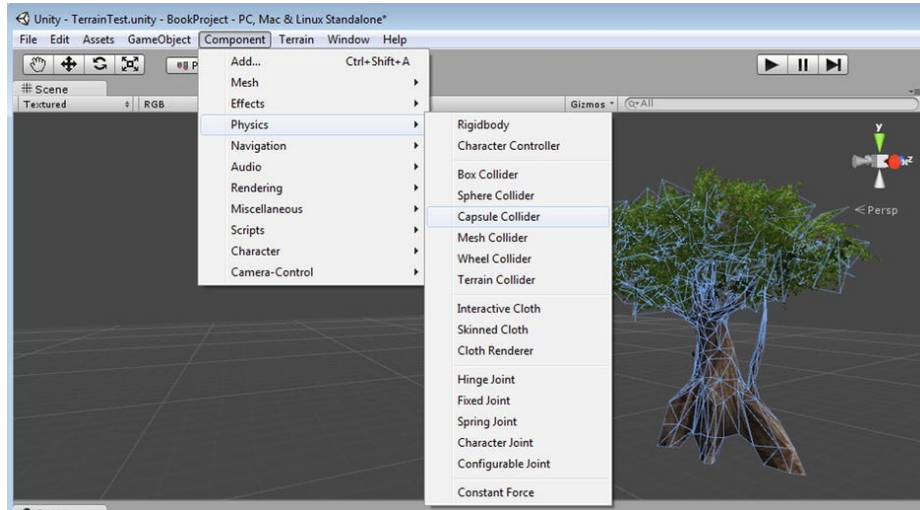 Unity - TerrainTest.unity - BookProject - PC, Mac & Linux Standalone*
File Edit Assets GameObject Component Terrain Window Help
Scene
Textured RGB Gizmos All
Add... Ctrl+Shift+A
Mesh
Effects
Physics
Navigation
Audio
Rendering
Miscellaneous
Scripts
Character
Camera-Control
Rigidbody
Character Controller
Box Collider
Sphere Collider
Capsule Collider
Mesh Collider
Wheel Collider
Terrain Collider
Interactive Cloth
Skinned Cloth
Cloth Renderer
Hinge Joint
Fixed Joint
Spring Joint
Character Joint
Configurable Joint
Constant Force
y
z
Persp